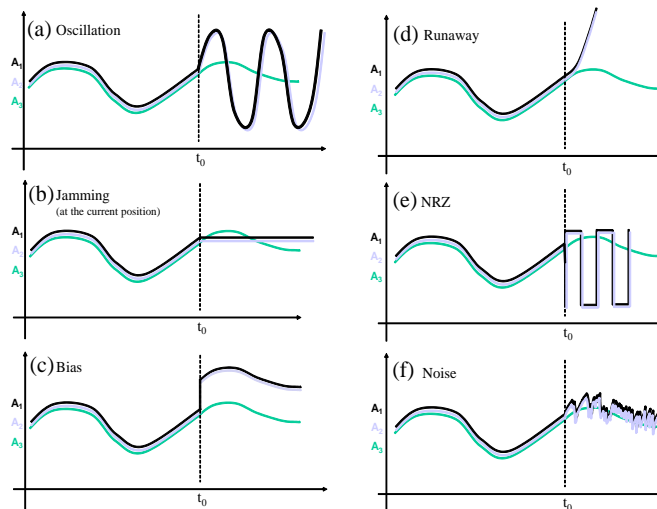 (a) Oscillation
A₁
A₂
A₃
t₀
(b) Jamming
(at the current position)
A₁
A₂
A₃
t₀
(c) Bias
A₁
A₂
A₃
t₀
(d) Runaway
A₁
A₂
A₃
t₀
(e) NRZ
A₁
A₂
A₃
t₀
(f) Noise
A₁
A₂
A₃
t₀